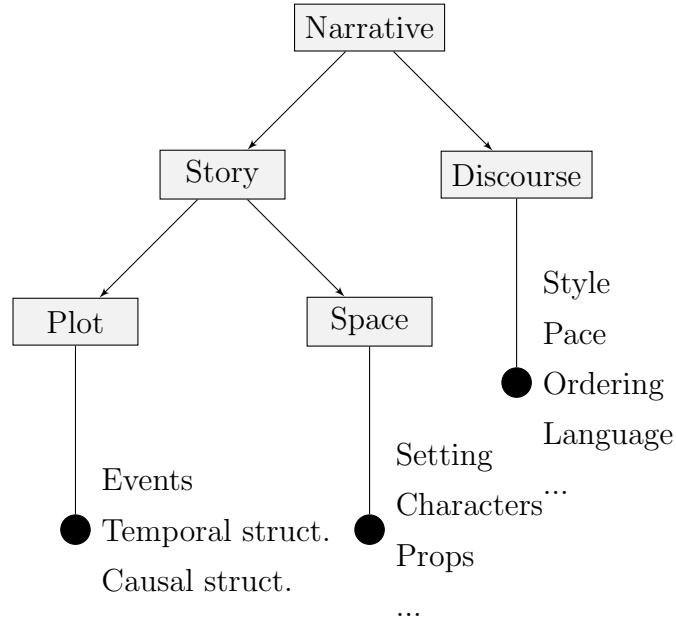 Narrative
Story
Discourse
Plot
Space
Style
Pace
Ordering
Language
...
Events
Temporal struct.
Causal struct.
Setting
Characters
Props
...